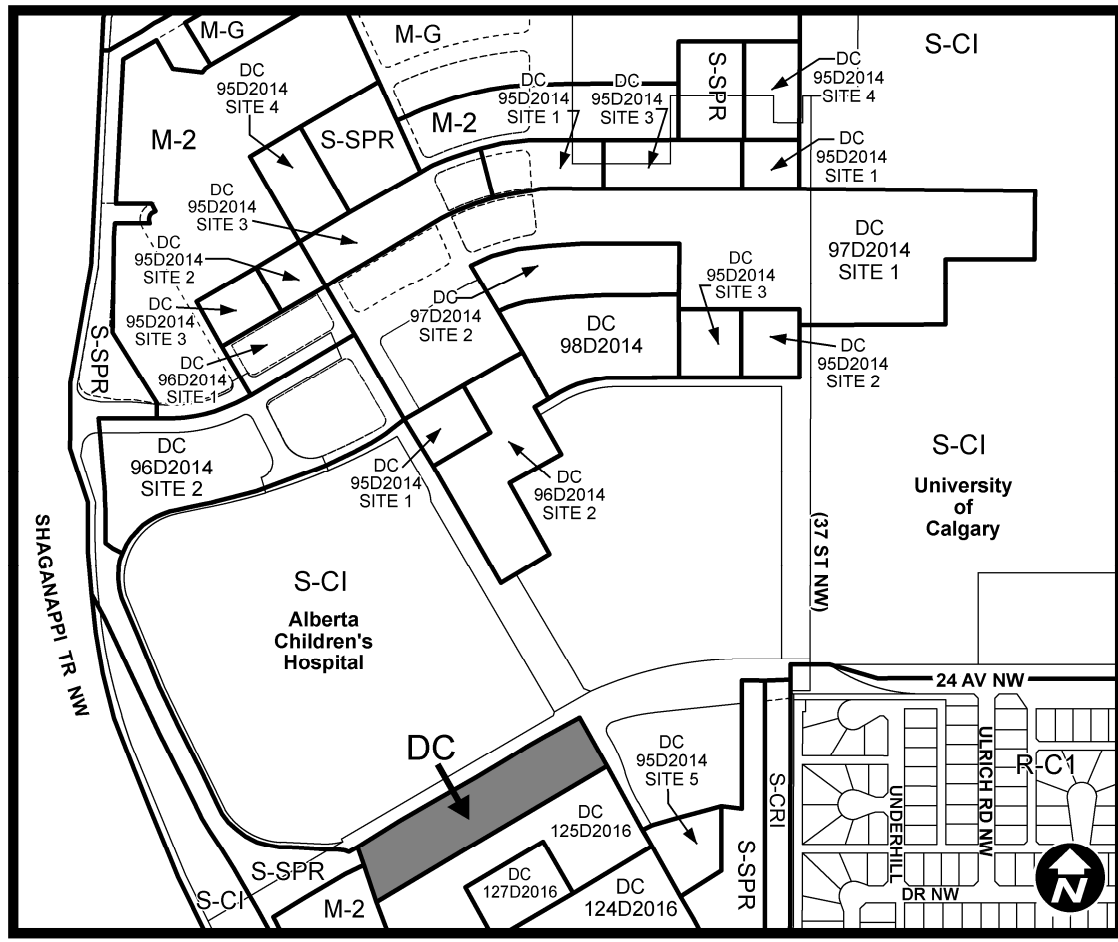 M-G
M-G
S-CI
DC
95D2014
SITE 4
DC
95D2014
SITE 1
DC
95D2014
SITE 3
S-SPR
DC
95D2014
SITE 4
M-2
S-SPR
M-2
DC
95D2014
SITE 1
DC
95D2014
SITE 3
DC
95D2014
SITE 2
DC
97D2014
SITE 1
DC
95D2014
SITE 3
DC
97D2014
SITE 2
DC
95D2014
SITE 3
DC
98D2014
S-SPR
DC
96D2014
SITE 1
DC
95D2014
SITE 2
DC
96D2014
SITE 2
DC
95D2014
SITE 1
DC
96D2014
SITE 2
S-CI
University
of
Calgary
(37 ST NW)
SHAGANAPPI TR NW
S-CI
Alberta
Children's
Hospital
24 AV NW
DC
DC
95D2014
SITE 5
S-CRI
ULRICH RD NW
R-C1
UNDERHILL
DR NW
DC
125D2016
S-SPR
S-CI
M-2
DC
127D2016
DC
124D2016
S-SPR
N